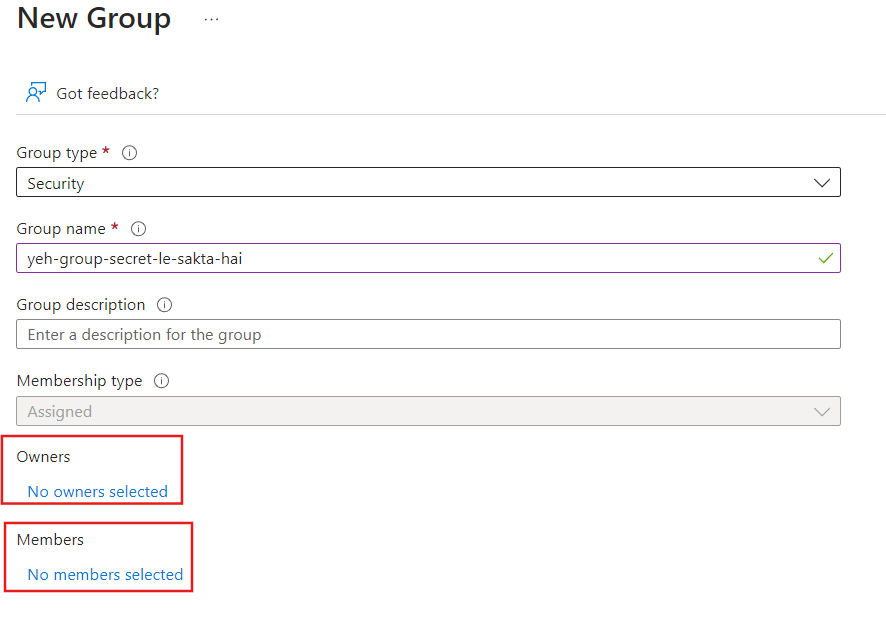 New Group ...
Got feedback?
Group type *
Security
Group name *
yeh-group-secret-le-sakta-hai
Group description
Enter a description for the group
Membership type
Assigned
Owners
No owners selected
Members
No members selected